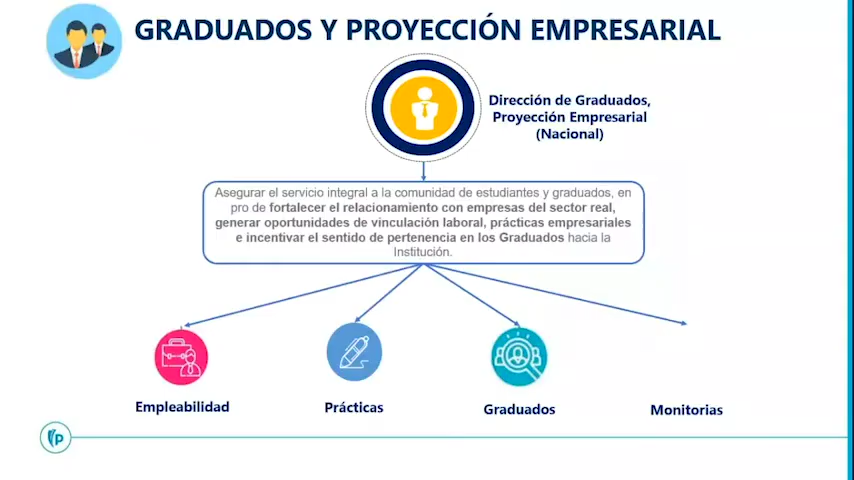 GRADUADOS Y PROYECCIÓN EMPRESARIAL
Dirección de Graduados,
Proyección Empresarial
(Nacional)
Asegurar el servicio integral a la comunidad de estudiantes y graduados, en
pro de fortalecer el relacionamiento con empresas del sector real,
generar oportunidades de vinculación laboral, prácticas empresariales
e incentivar el sentido de pertenencia en los Graduados hacia la
Institución.
Empleabilidad
Prácticas
Graduados
Monitorias
P